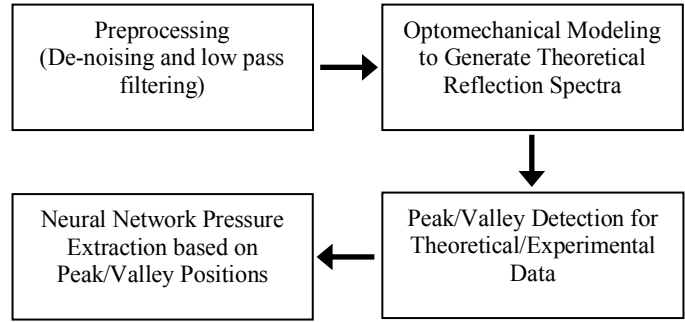 Preprocessing
(De-noising and low pass
filtering)
Optomechanical Modeling
to Generate Theoretical
Reflection Spectra
Peak/Valley Detection for
Theoretical/Experimental
Data
Neural Network Pressure
Extraction based on
Peak/Valley Positions